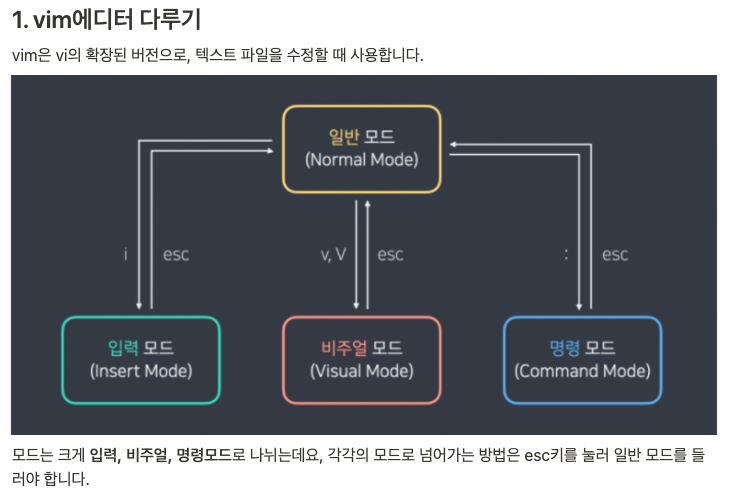 1. vim에디터 다루기
vim은 vi의 확장된 버전으로, 텍스트 파일을 수정할 때 사용합니다.
일반 모드
(Normal Mode)
i
esc
v, V
esc
:
esc
입력 모드
(Insert Mode)
비주얼 모드
(Visual Mode)
명령 모드
(Command Mode)
모드는 크게 입력, 비주얼, 명령모드로 나뉘는데요, 각각의 모드로 넘어가는 방법은 esc키를 눌러 일반 모드를 들
러야 합니다.